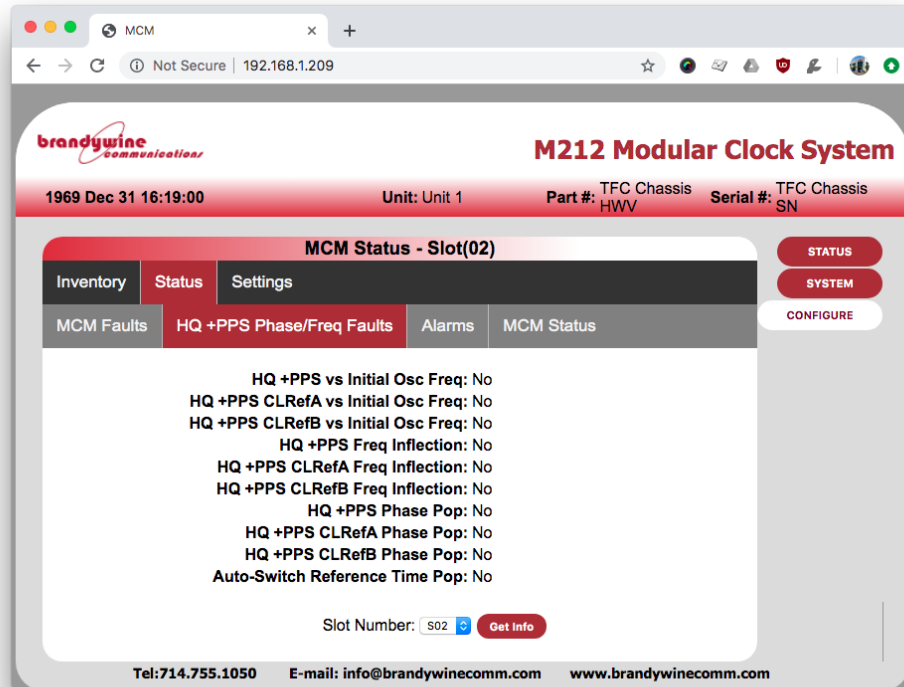 MCM
Not Secure | 192.168.1.209
brandywine
communications
M212 Modular Clock System
1969 Dec 31 16:19:00
Unit: Unit 1
Part #: TFC Chassis HWV
Serial #: TFC Chassis SN
MCM Status - Slot(02)
STATUS
SYSTEM
CONFIGURE
Inventory Status Settings
MCM Faults HQ +PPS Phase/Freq Faults Alarms MCM Status
HQ +PPS vs Initial Osc Freq: No
HQ +PPS CLRefA vs Initial Osc Freq: No
HQ +PPS CLRefB vs Initial Osc Freq: No
HQ +PPS Freq Inflection: No
HQ +PPS CLRefA Freq Inflection: No
HQ +PPS CLRefB Freq Inflection: No
HQ +PPS Phase Pop: No
HQ +PPS CLRefA Phase Pop: No
HQ +PPS CLRefB Phase Pop: No
Auto-Switch Reference Time Pop: No
Slot Number: S02 Get Info
Tel:714.755.1050 E-mail: info@brandywinecomm.com www.brandywinecomm.com